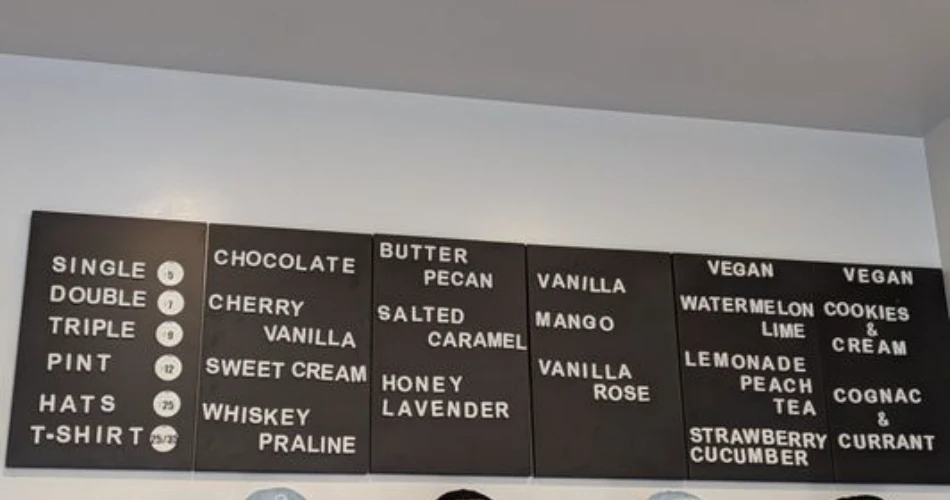 SINGLE 5
DOUBLE 7
TRIPLE
PINT 12
HATS 25
T-SHIRT 25/30
CHOCOLATE
CHERRY
VANILLA
SWEET CREAM
WHISKEY
PRALINE
BUTTER
PECAN
SALTED
CARAMEL
HONEY
LAVENDER
VANILLA
MANGO
VANILLA
ROSE
VEGAN
WATERMELON
LIME
LEMONADE
PEACH
TEA
STRAWBERRY
CUCUMBER
VEGAN
COOKIES
&
CREAM
COGNAC
&
CURRANT